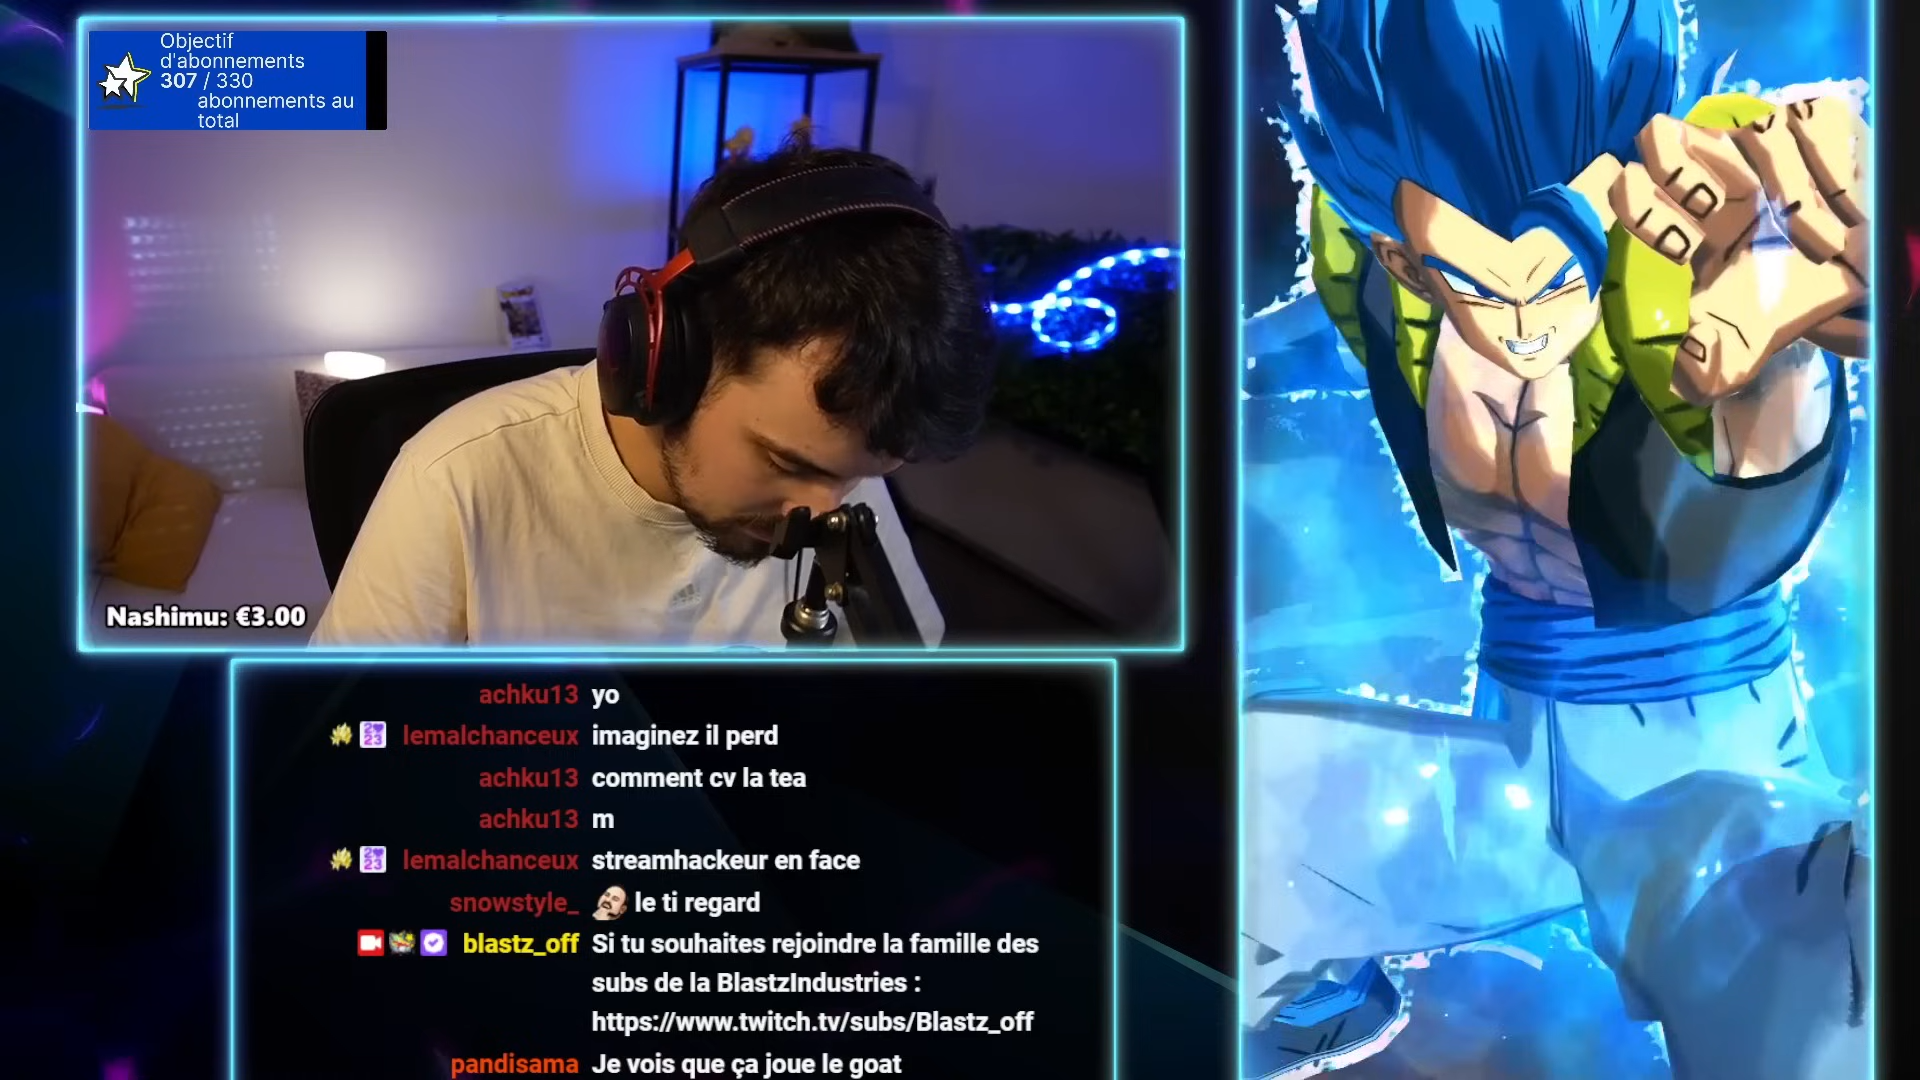 Objectif
d'abonnements
307 / 330
abonnements au
total
Nashimu: €3.00
achku13 yo
lemalchanceux imaginez il perd
achku13 comment cv la tea
achku13 m
lemalchanceux streamhackeur en face
snowstyle_ le ti regard
blastz_off Si tu souhaites rejoindre la famille des
subs de la BlastzIndustries :
https://www.twitch.tv/subs/Blastz_off
pandisama Je vois que ça joue le goat